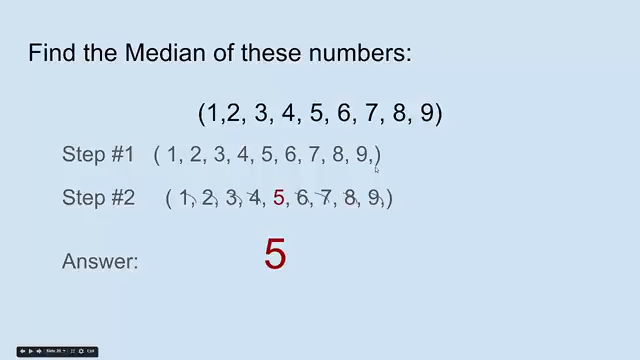 Find the Median of these numbers:
(1,2, 3, 4, 5, 6, 7, 8, 9)
Step #1 ( 1, 2, 3, 4, 5, 6, 7, 8, 9,)
Step #2 ( 1, 2, 3, 4, 5, 6, 7, 8, 9,)
Answer: 5